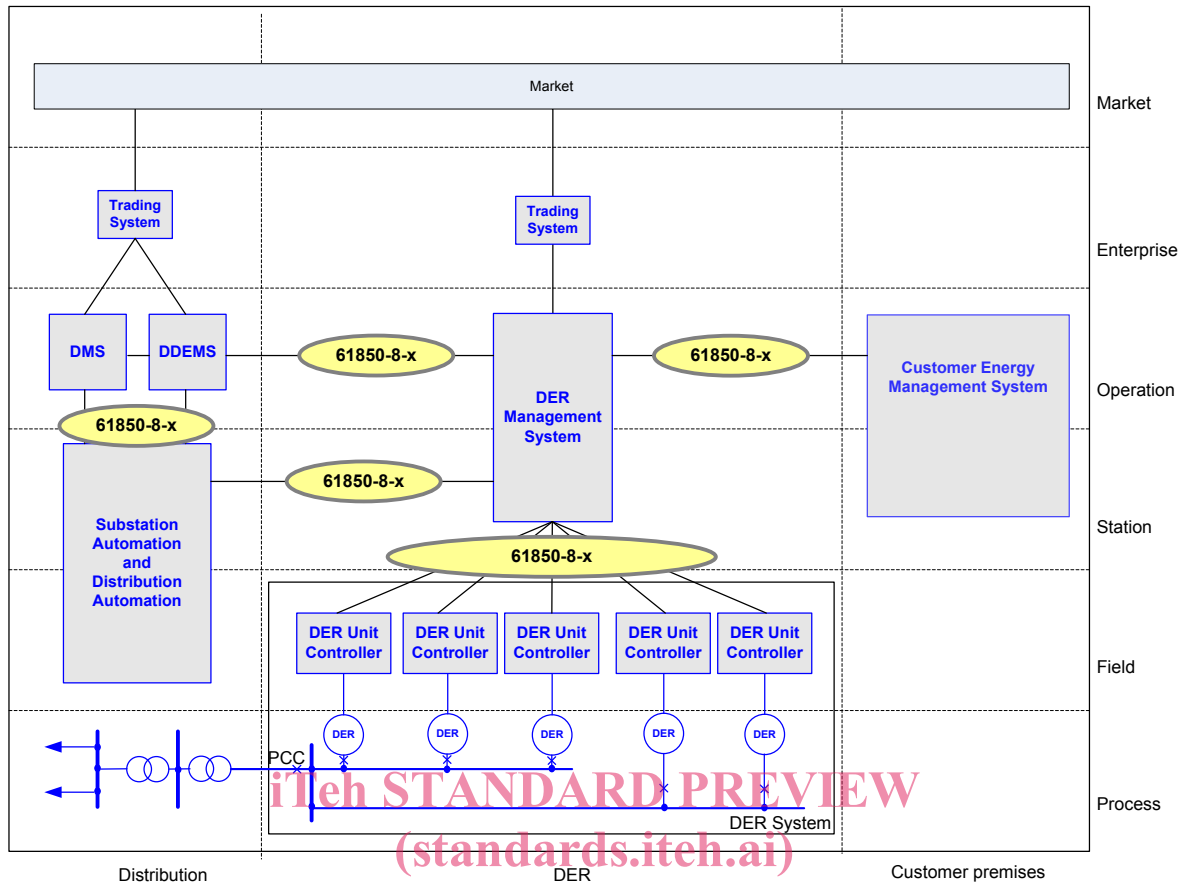 Market
Market
Trading
System
Trading
System
Enterprise
DMS
DDEMS
61850-8-x
DER
Management
System
61850-8-x
Customer Energy
Management System
Operation
61850-8-x
61850-8-x
Substation
Automation
and
Distribution
Automation
Station
61850-8-x
DER Unit
Controller
DER Unit
Controller
DER Unit
Controller
DER Unit
Controller
DER Unit
Controller
Field
DER
DER
DER
DER
DER
PCC
iTeh STANDARD PREVIEW
Process
DER System
(standards.iteh.ai)
Distribution
DER
Customer premises